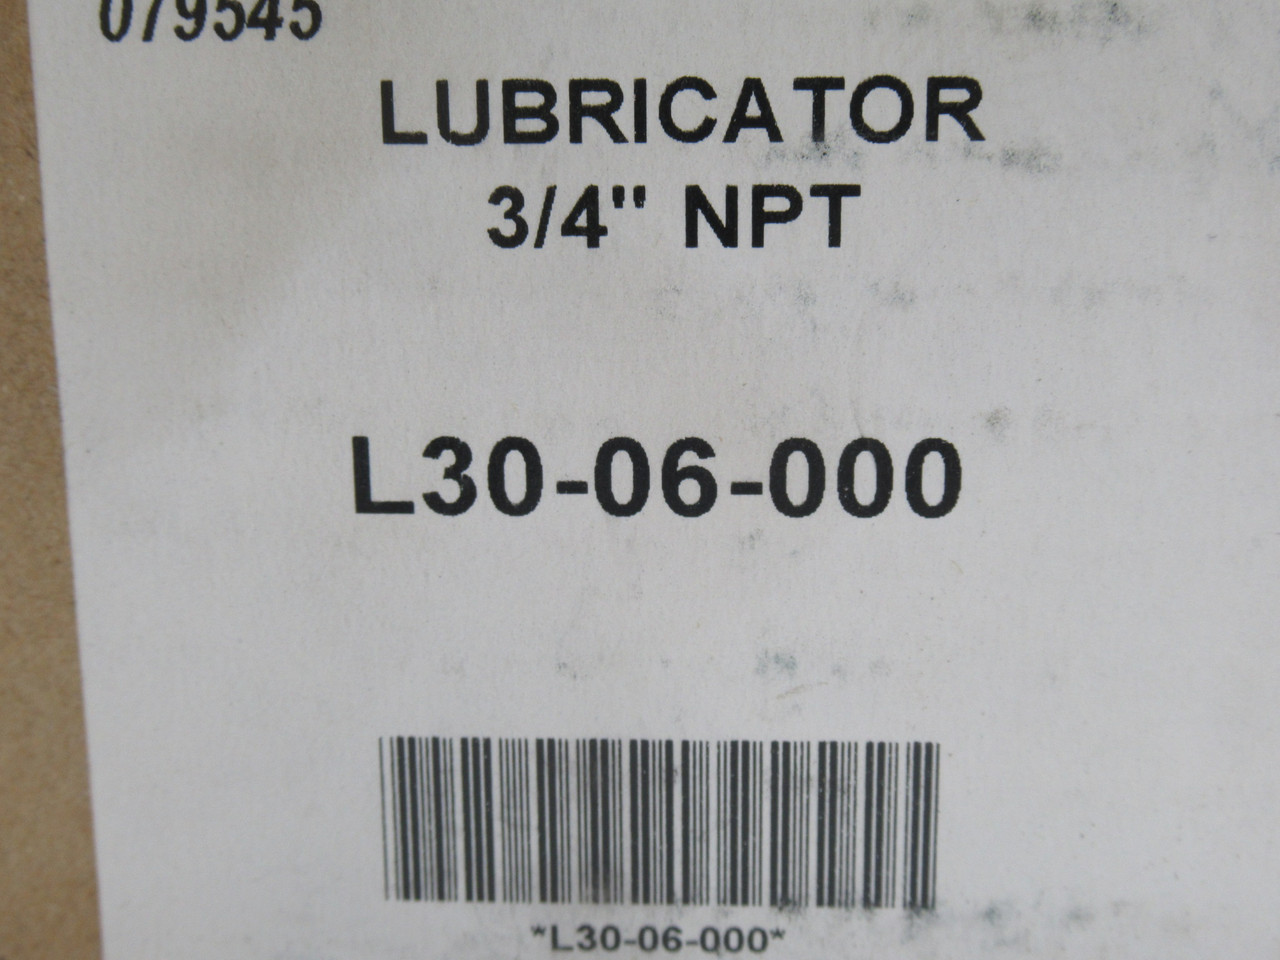 079545
LUBRICATOR
3/4" NPT
L30-06-000
*L30-06-000*